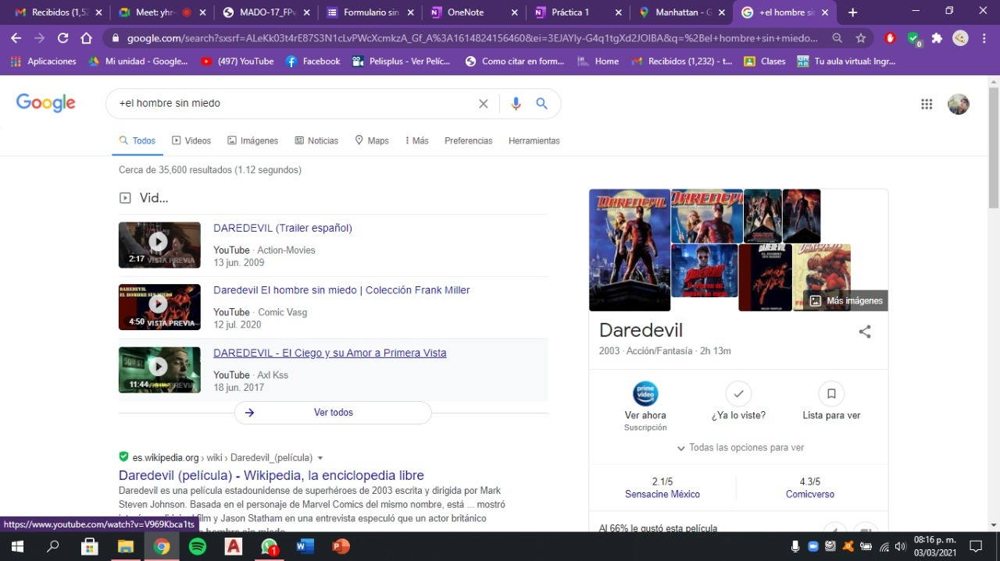 Recibidos (1,52
Meet: yhr-
MADO-17_FPv
Formulario sin
OneNote
Práctica 1
Manhattan - G
+el hombre si
google.com/search?sxsrf=ALeKk03t4rE87S3N1cLvPWcXcmkzA_Gf_A%3A1614824156460&ei=3EJAYly-G4q1tgXd2JOIBA&q=%2Bel+hombre+sin+miedo...
Aplicaciones
Mi unidad - Google...
(497) YouTube
Facebook
Pelisplus - Ver Pelíc...
Como citar en form...
Home
Recibidos (1,232) - t...
Clases
Tu aula virtual: Ingr...
Google
+el hombre sin miedo
Todos
Videos
Imágenes
Noticias
Maps
Más
Preferencias
Herramientas
Cerca de 35,600 resultados (1.12 segundos)
Vid...
2:17 VISTA PREVIA
DAREDEVIL (Trailer español)
YouTube · Action-Movies
13 jun. 2009
DAREDEVIL
EL HOMBRE SIN MIEDO
4:50 VISTA PREVIA
Daredevil El hombre sin miedo | Colección Frank Miller
YouTube · Comic Vasg
12 jul. 2020
11:44
DAREDEVIL - El Ciego y su Amor a Primera Vista
YouTube · Axl Kss
18 jun. 2017
Ver todos
es.wikipedia.org › wiki › Daredevil_(película)
Daredevil (película) - Wikipedia, la enciclopedia libre
Daredevil es una película estadounidense de superhéroes de 2003 escrita y dirigida por Mark
Steven Johnson. Basada en el personaje de Marvel Comics del mismo nombre, está ... mostró
film y Jason Statham en una entrevista especuló que un actor británico
hombre sin miedo
DAREDEVIL
DAREDEVIL
DAREDEVIL
Más imágenes
Daredevil
2003 · Acción/Fantasía · 2h 13m
prime video
Ver ahora
Suscripción
¿Ya lo viste?
Lista para ver
Todas las opciones para ver
2.1/5
Sensacine México
4.3/5
Comicverso
Al 66% le gustó esta película
https://www.youtube.com/watch?v=V969Kbca1ts
08:16 p. m.
03/03/2021